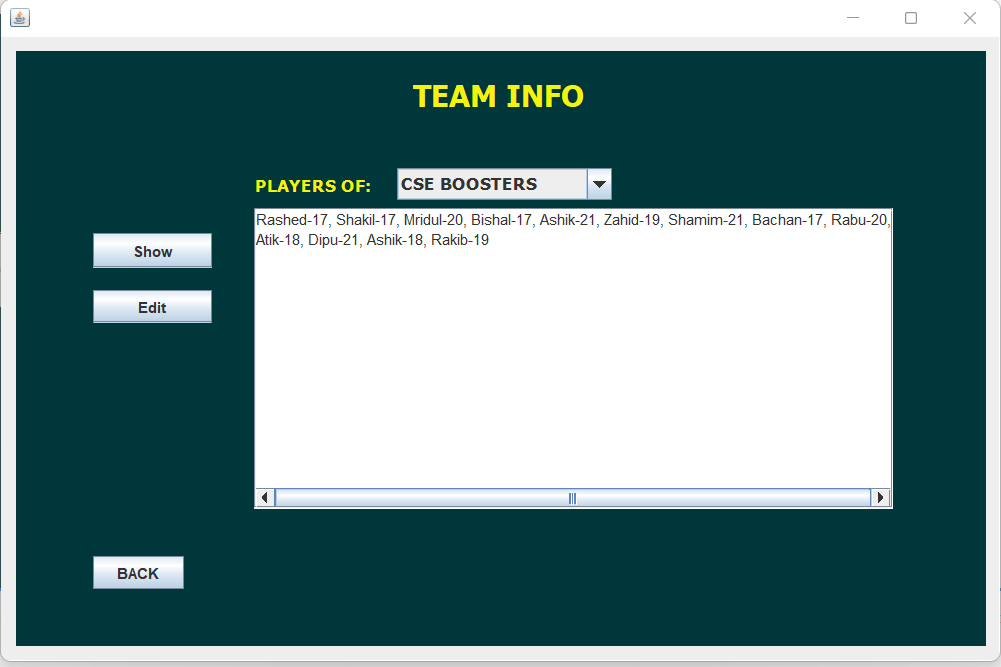 TEAM INFO
PLAYERS OF: CSE BOOSTERS
Rashed-17, Shakil-17, Mridul-20, Bishal-17, Ashik-21, Zahid-19, Shamim-21, Bachan-17, Rabu-20,
Atik-18, Dipu-21, Ashik-18, Rakib-19
Show
Edit
BACK